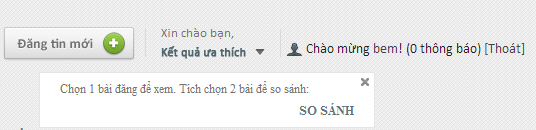 Đăng tin mới
Xin chào bạn,
Kết quả ưa thích
Chào mừng bem! (0 thông báo) [Thoát]
Chọn 1 bài đăng để xem. Tích chọn 2 bài để so sánh:
SO SÁNH